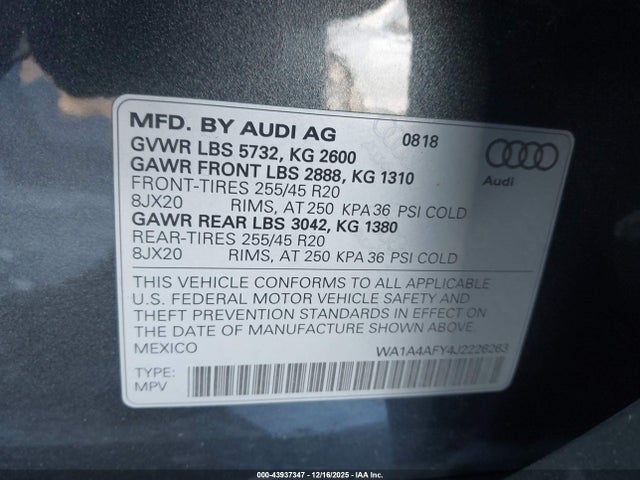 MFD. BY AUDI AG 0818
GVWR LBS 5732, KG 2600
GAWR FRONT LBS 2888, KG 1310
FRONT-TIRES 255/45 R20
8JX20 RIMS, AT 250 KPA 36 PSI COLD
GAWR REAR LBS 3042, KG 1380
REAR-TIRES 255/45 R20
8JX20 RIMS, AT 250 KPA 36 PSI COLD
Audi
THIS VEHICLE CONFORMS TO ALL APPLICABLE
U.S. FEDERAL MOTOR VEHICLE SAFETY AND
THEFT PREVENTION STANDARDS IN EFFECT ON
THE DATE OF MANUFACTURE SHOWN ABOVE.
MEXICO WA1A4AFY4J2226263
TYPE:
MPV
000-43937347 - 12/16/2025 - IAA Inc.